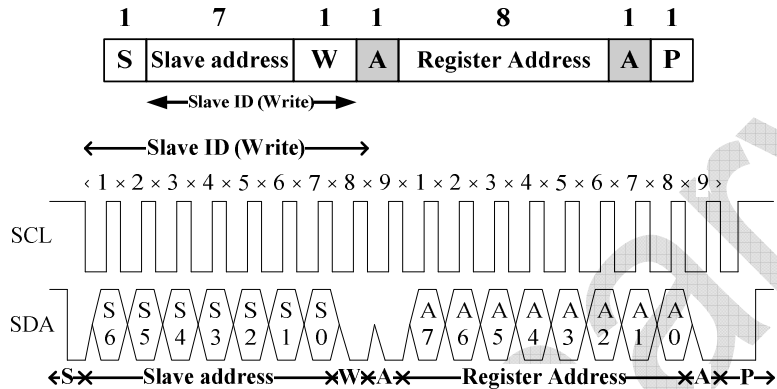 1 7 1 1 8 1 1
S Slave address W A Register Address A P
Slave ID (Write)
Slave ID (Write)
‹ 1 × 2 × 3 × 4 × 5 × 6 × 7 × 8 × 9 × 1 × 2 × 3 × 4 × 5 × 6 × 7 × 8 × 9 ›
SCL
SDA S6 S5 S4 S3 S2 S1 S0 A7 A6 A5 A4 A3 A2 A1 A0
S Slave address W A Register Address A P